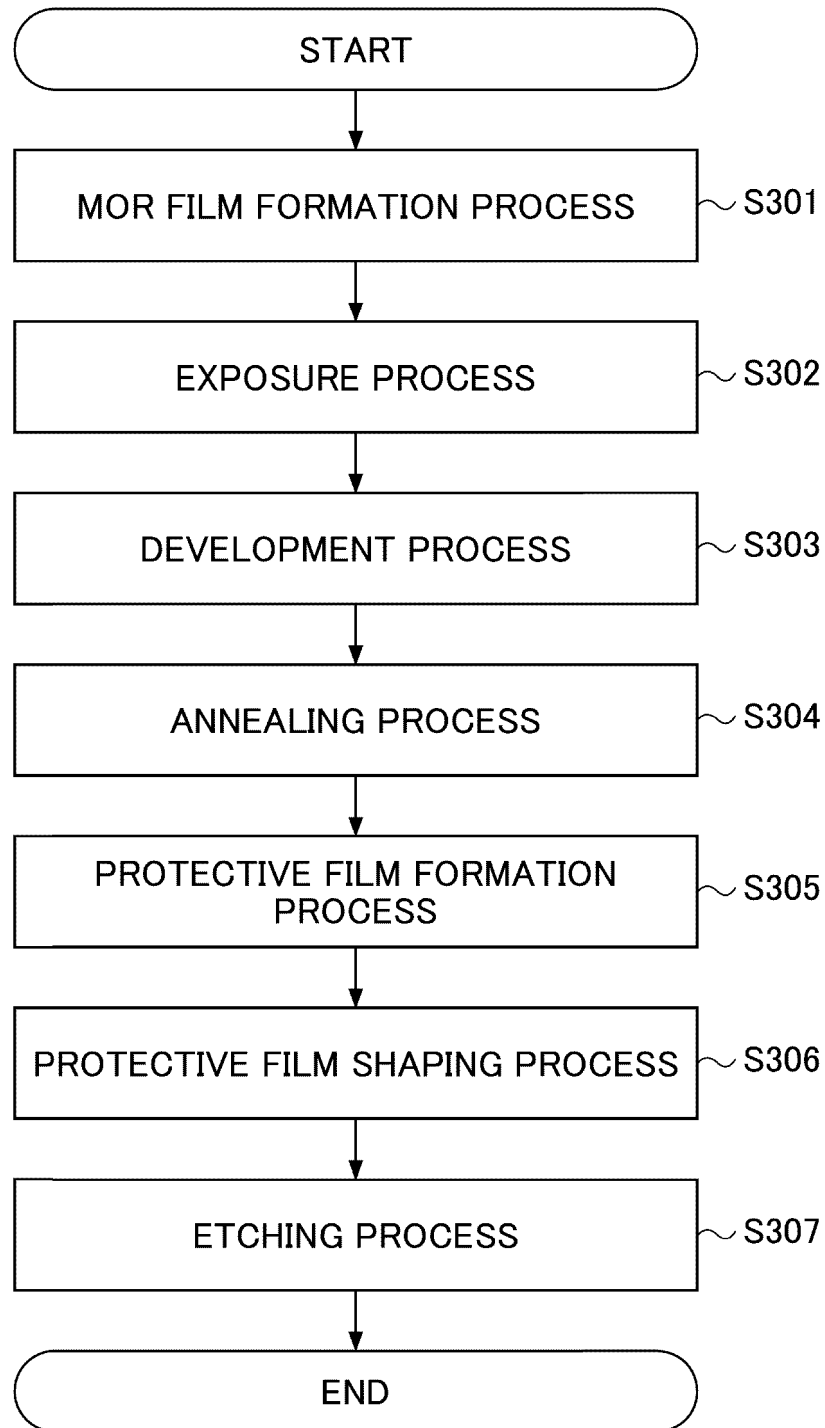 START
MOR FILM FORMATION PROCESS
S301
EXPOSURE PROCESS
S302
DEVELOPMENT PROCESS
S303
ANNEALING PROCESS
S304
PROTECTIVE FILM FORMATION
PROCESS
S305
PROTECTIVE FILM SHAPING PROCESS
S306
ETCHING PROCESS
S307
END